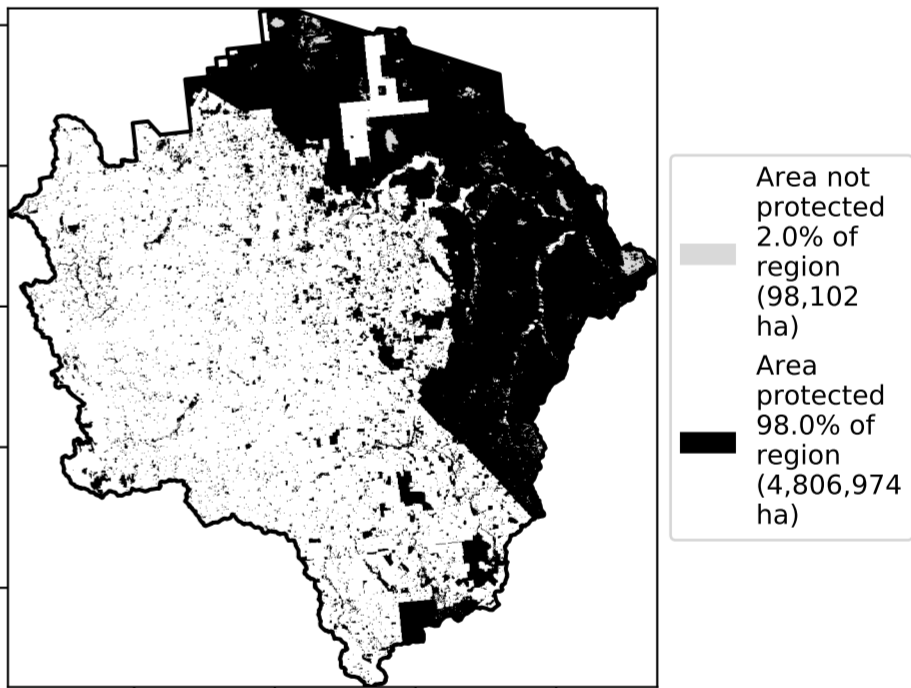 Area not
protected
2.0% of
region
(98,102
ha)
Area
protected
98.0% of
region
(4,806,974
ha)